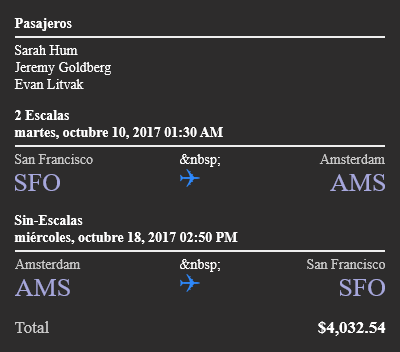 Pasajeros
Sarah Hum
Jeremy Goldberg
Evan Litvak
2 Escalas
martes, octubre 10, 2017 01:30 AM
San Francisco &nbsp; Amsterdam
SFO AMS
Sin-Escalas
miércoles, octubre 18, 2017 02:50 PM
Amsterdam &nbsp; San Francisco
AMS SFO
Total $4,032.54